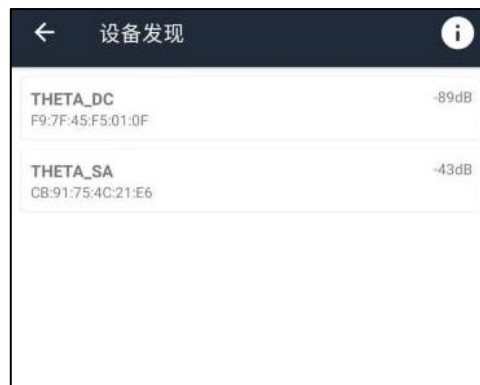 设备发现
THETA_DC
-89dB
F9:7F:45:F5:01:0F
THETA_SA
-43dB
CB:91:75:4C:21:E6